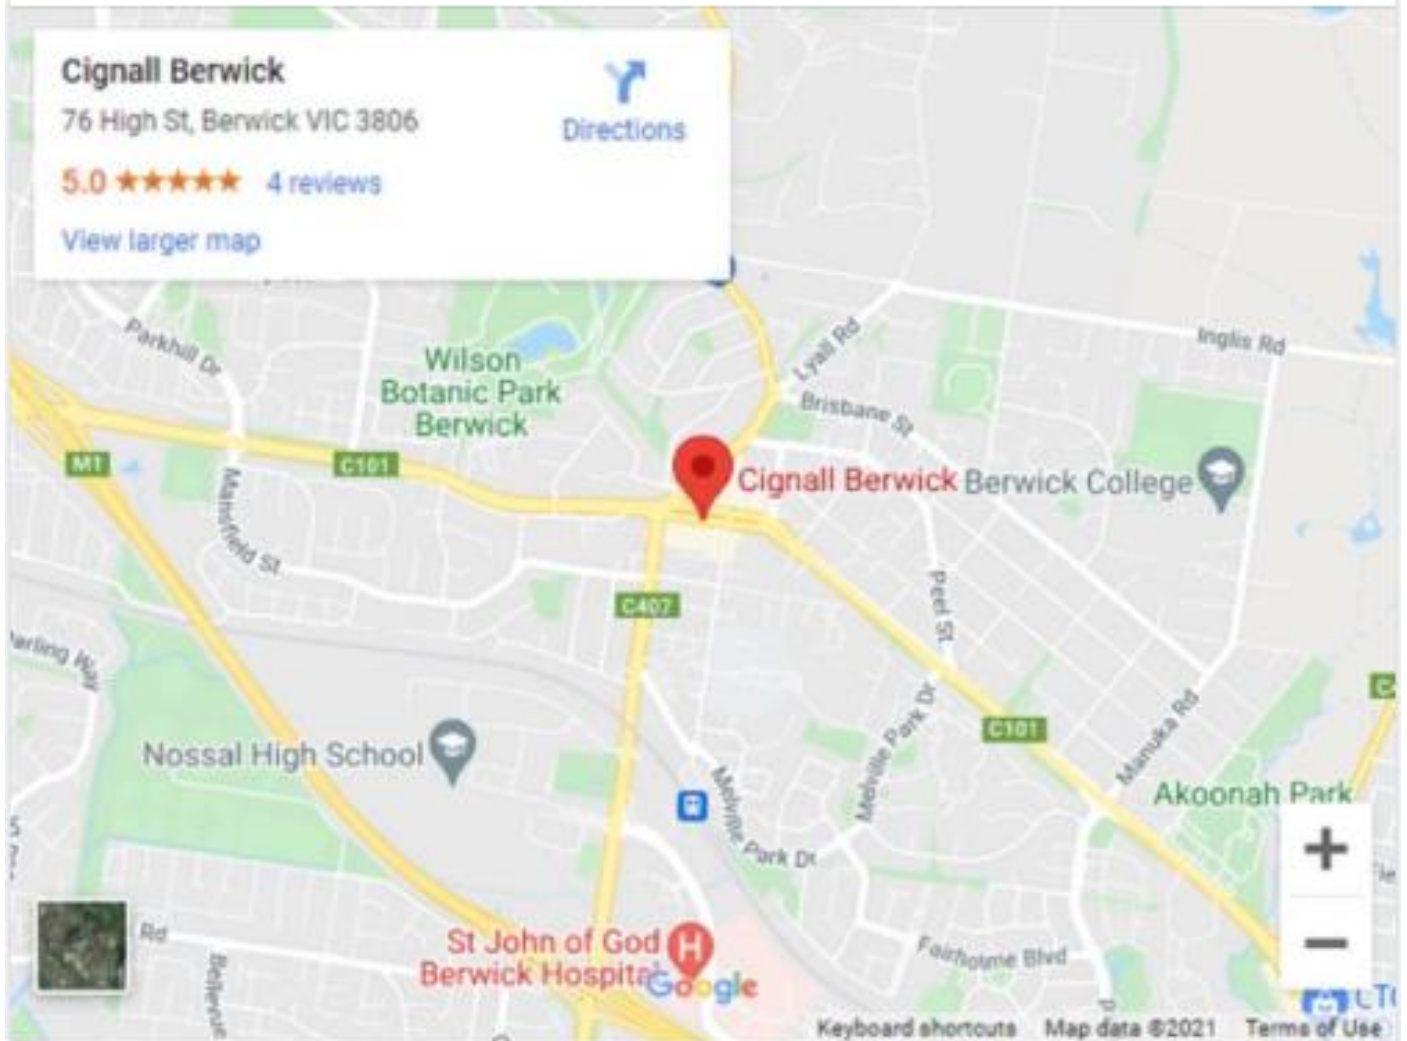 Cignall Berwick
76 High St, Berwick VIC 3806
5.0 ★★★★★ 4 reviews
View larger map
Directions
Parkhill Dr
Wilson
Botanic Park
Berwick
Lyall Rd
Inglis Rd
Brisbane St
M1
C101
Cignall Berwick
Berwick College
Mansfield St
C407
Peel St
Nossal High School
Melville Park Dr
C101
Manuka Rd
Akoonah Park
Melville Park Dr
Rd
Bellevue
St John of God
Berwick Hospital
Google
Fairholme Blvd
Keyboard shortcuts
Map data ©2021
Terms of Use